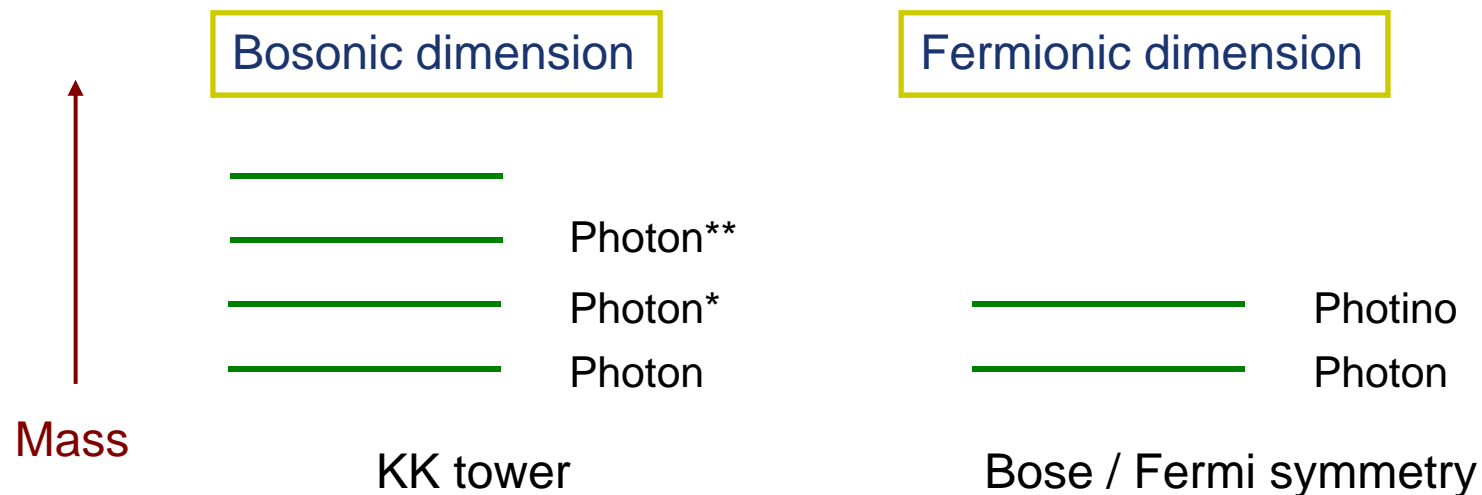 Bosonic dimension
Fermionic dimension
Photon**
Photon*
Photon
Photino
Photon
Mass
KK tower
Bose / Fermi symmetry